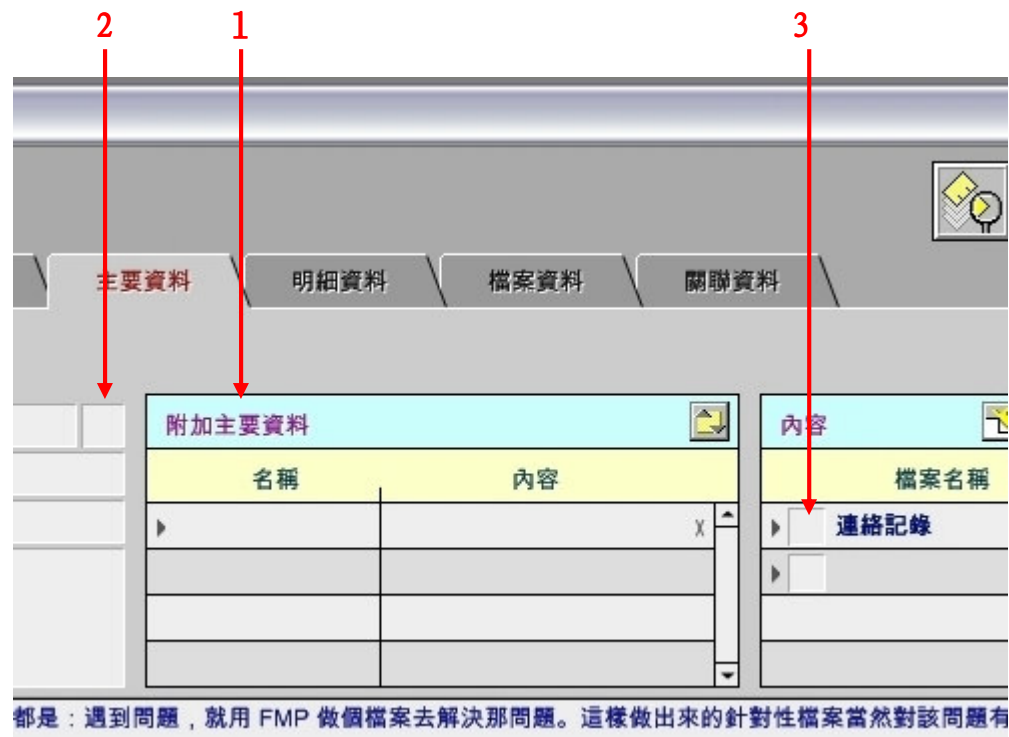 2 1 3
主要資料 明細資料 檔案資料 關聯資料
附加主要資料 內容
名稱 內容 檔案名稱
X 連絡記錄
都是：遇到問題，就用 FMP 做個檔案去解決那問題。這樣做出來的針對性檔案當然對該問題有